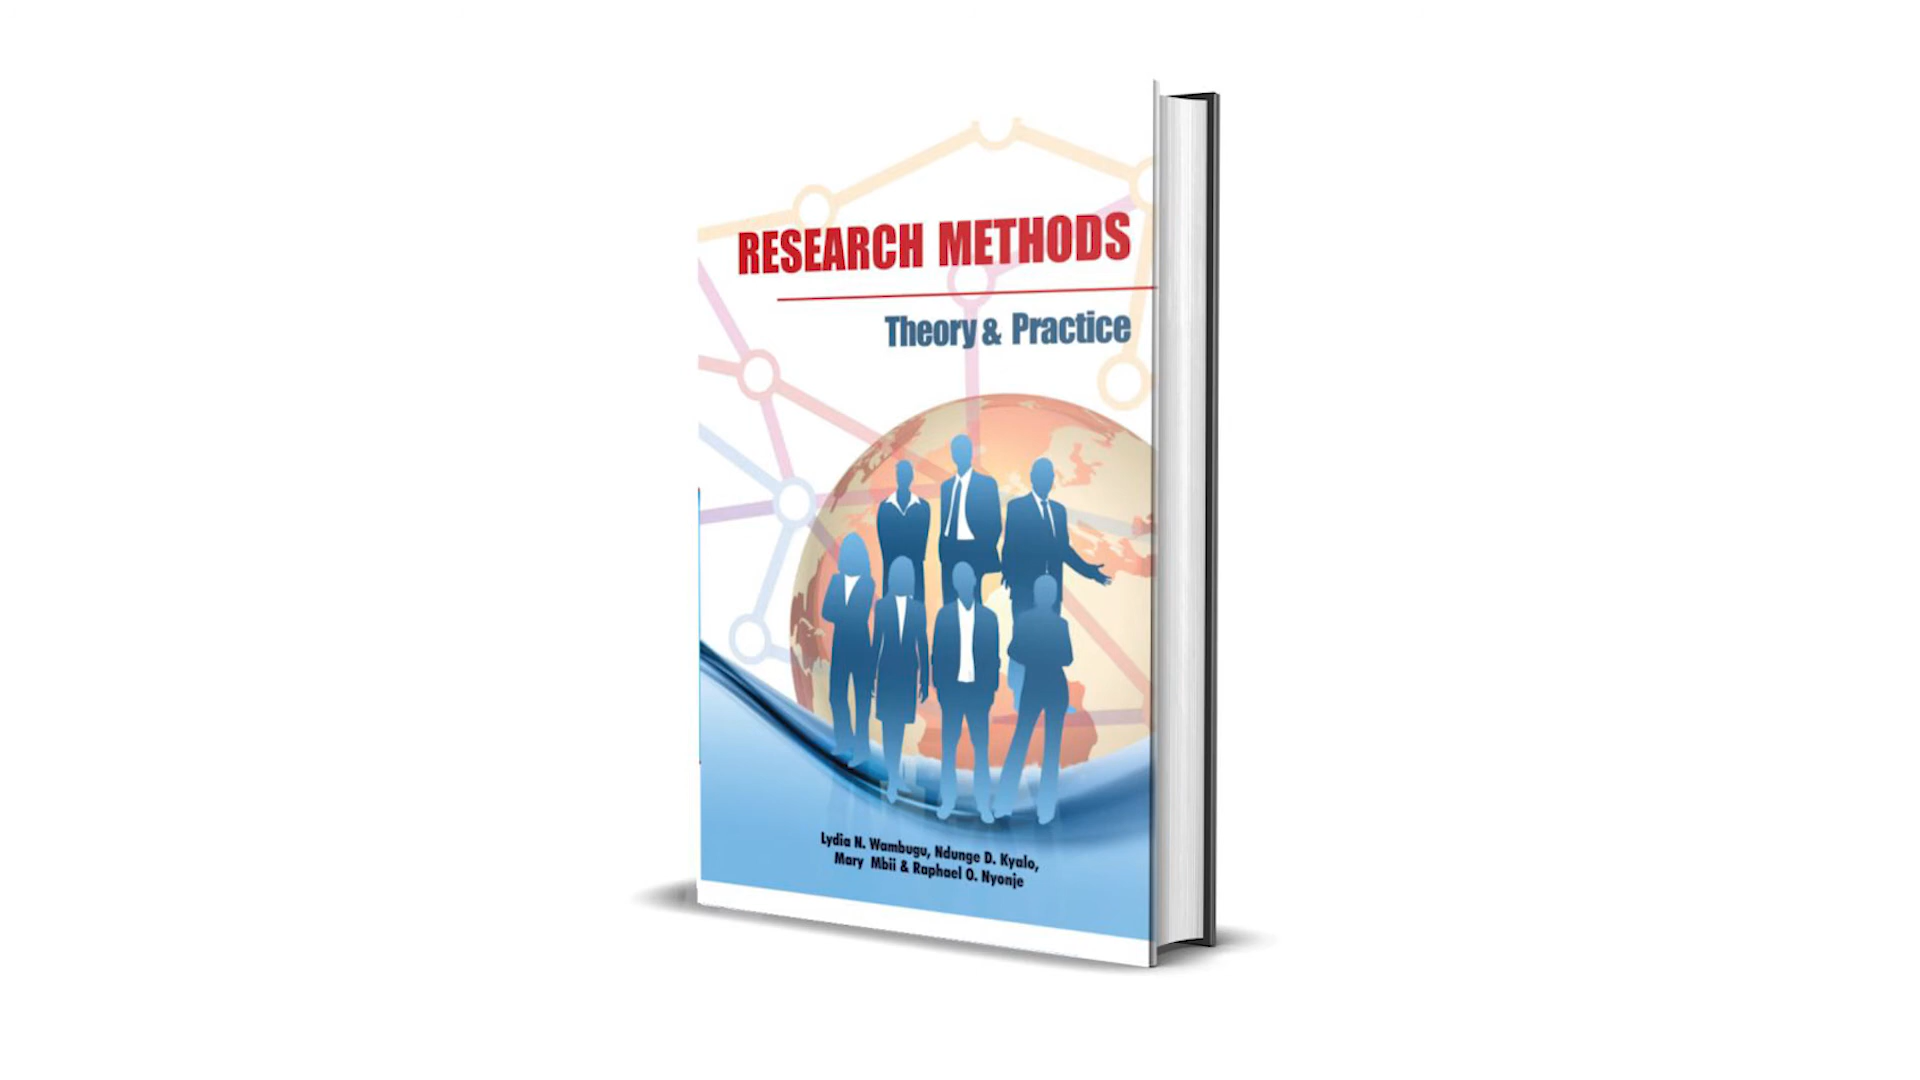 RESEARCH METHODS
Theory & Practice
Lydia N. Wambugu, Ndunge D. Kyalo,
Mary Mbii & Raphael O. Nyonje